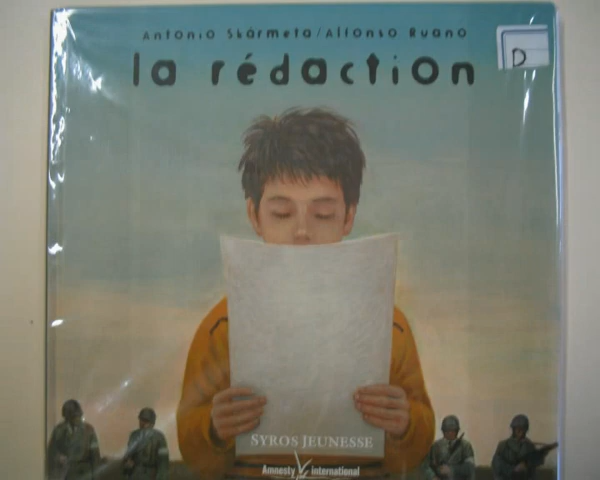 Antonio Skármeta/Alfonso Ruano
la rédaction
D
SYROS JEUNESSE
Amnesty international